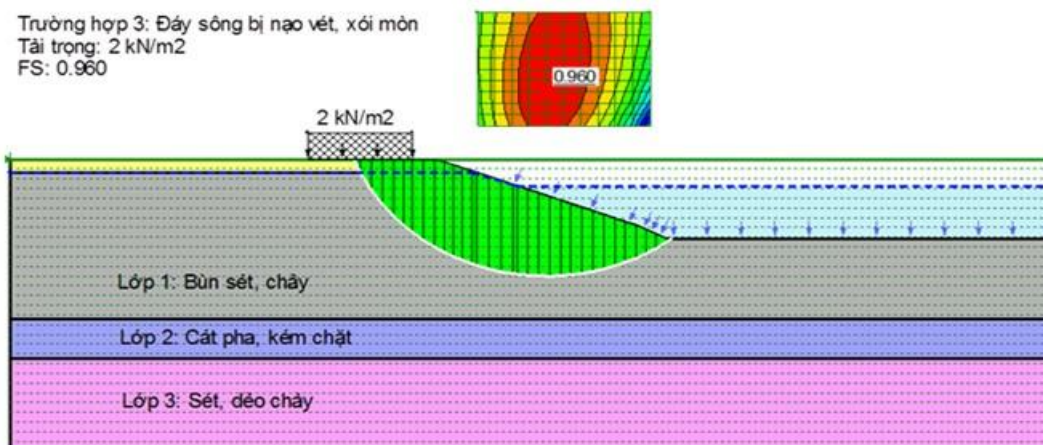 Trường hợp 3: Đáy sông bị nạo vét, xói mòn
Tải trọng: 2 kN/m2
FS: 0.960
0.960
2 kN/m2
Lớp 1: Bùn sét, chảy
Lớp 2: Cát pha, kém chặt
Lớp 3: Sét, dẻo chảy